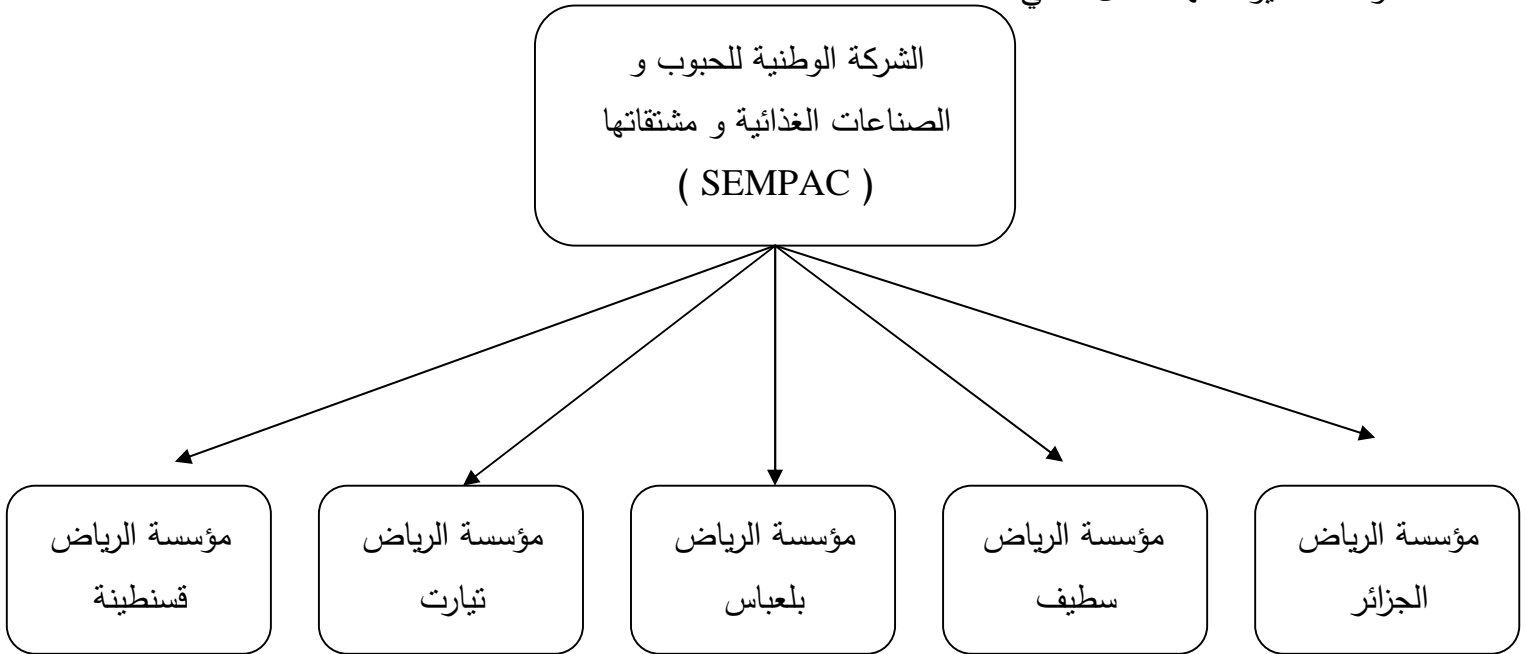 الشركة الوطنية للحبوب و
الصناعات الغذائية و مشتقاتها
( SEMPAC )
مؤسسة الرياض
الجزائر
مؤسسة الرياض
سطيف
مؤسسة الرياض
بلعباس
مؤسسة الرياض
تيارت
مؤسسة الرياض
قسنطينة